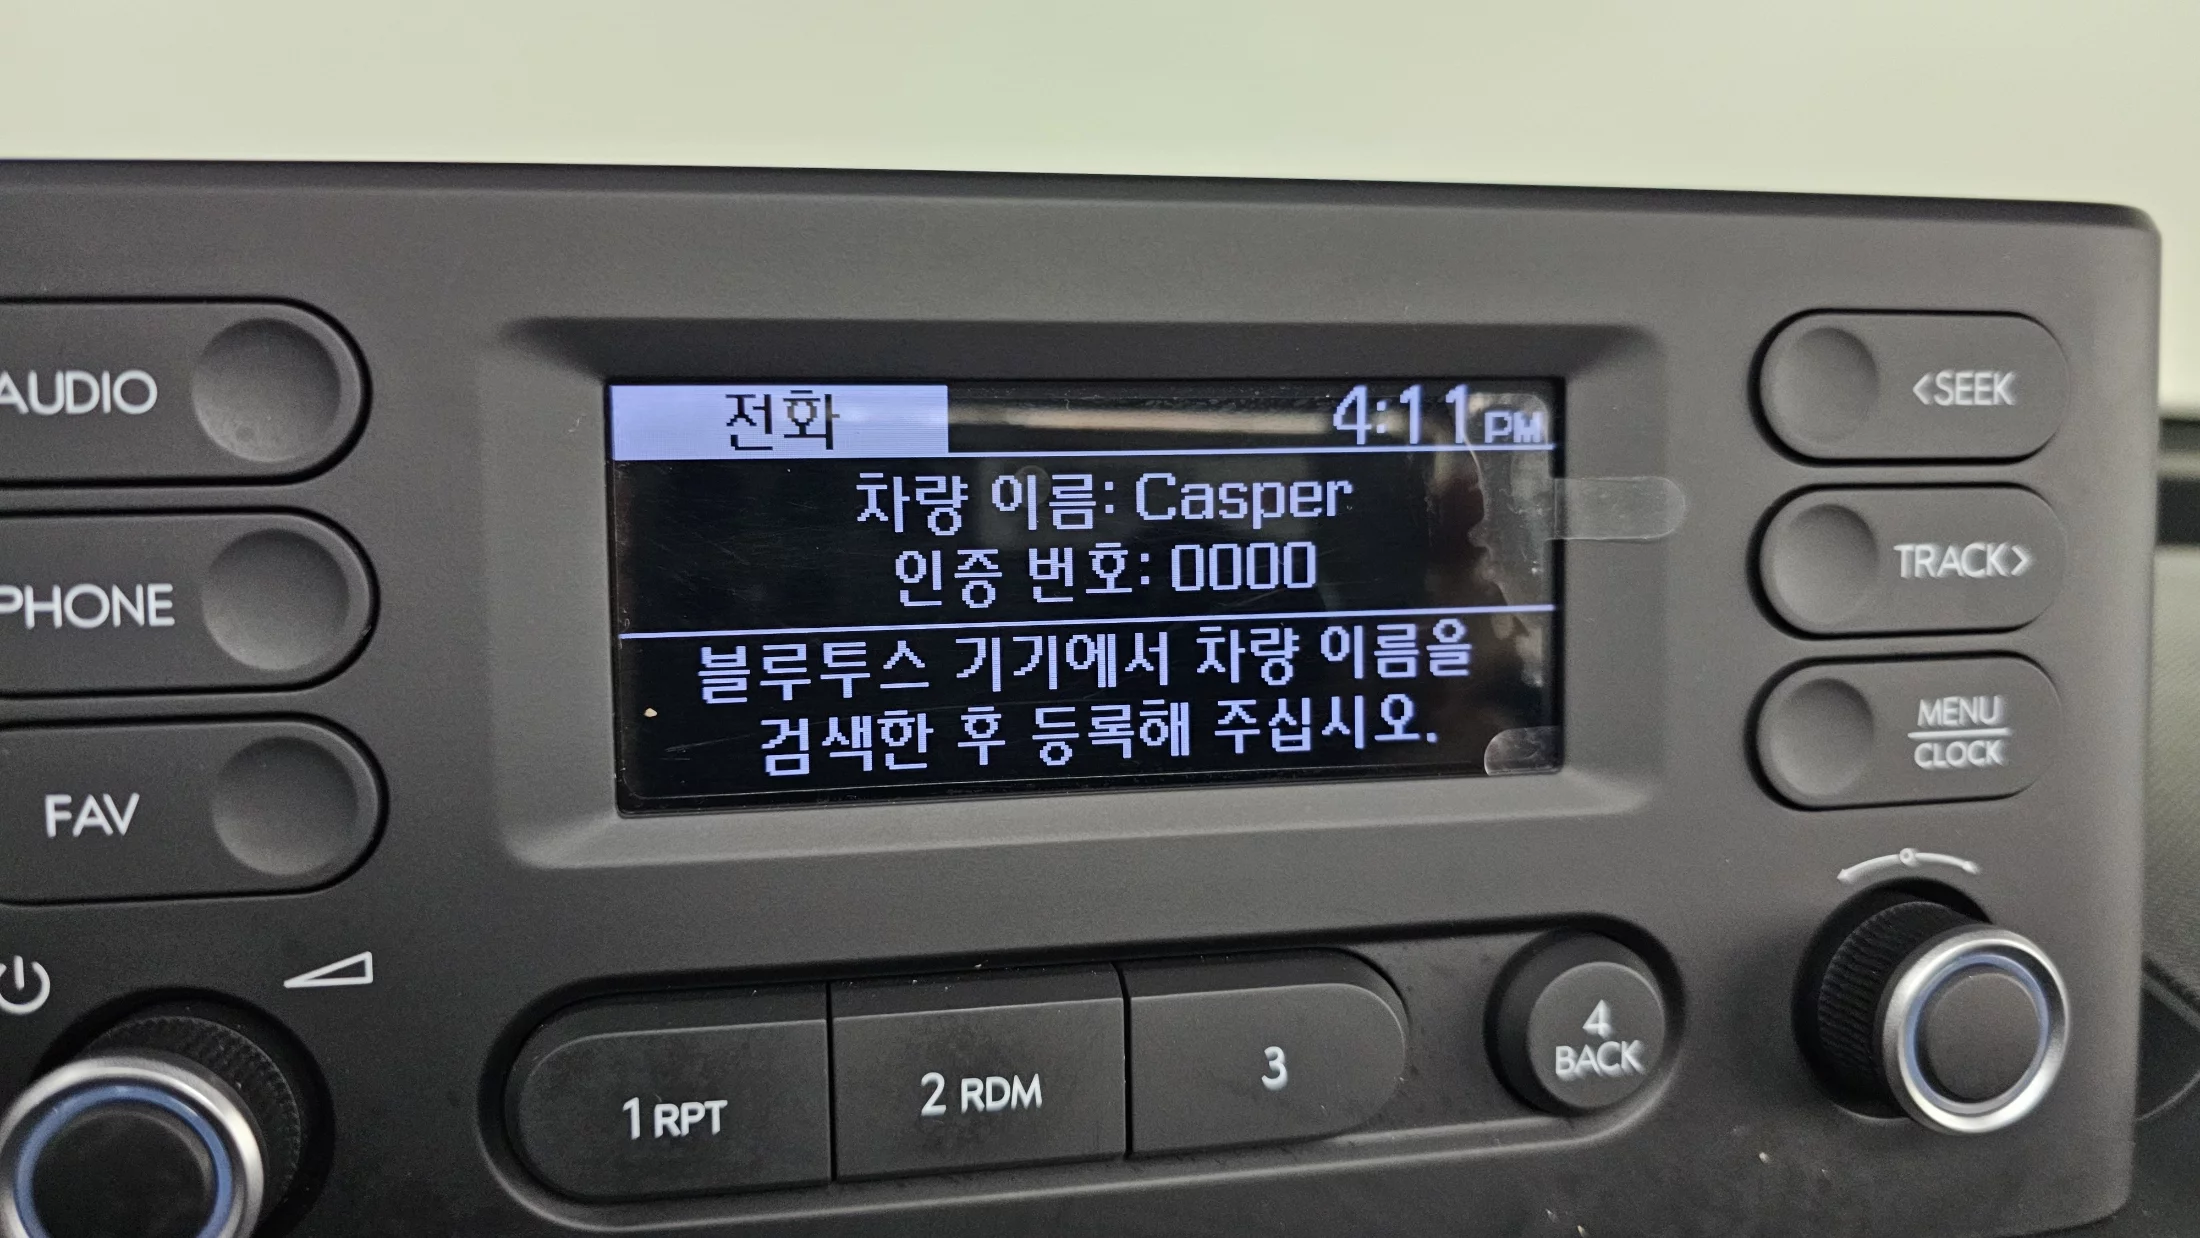 AUDIO
PHONE
FAV
전화
4:11 PM
차량 이름: Casper
인증 번호: 0000
블루투스 기기에서 차량 이름을
검색한 후 등록해 주십시오.
<SEEK
TRACK>
MENU
CLOCK
1 RPT
2 RDM
3
4
BACK